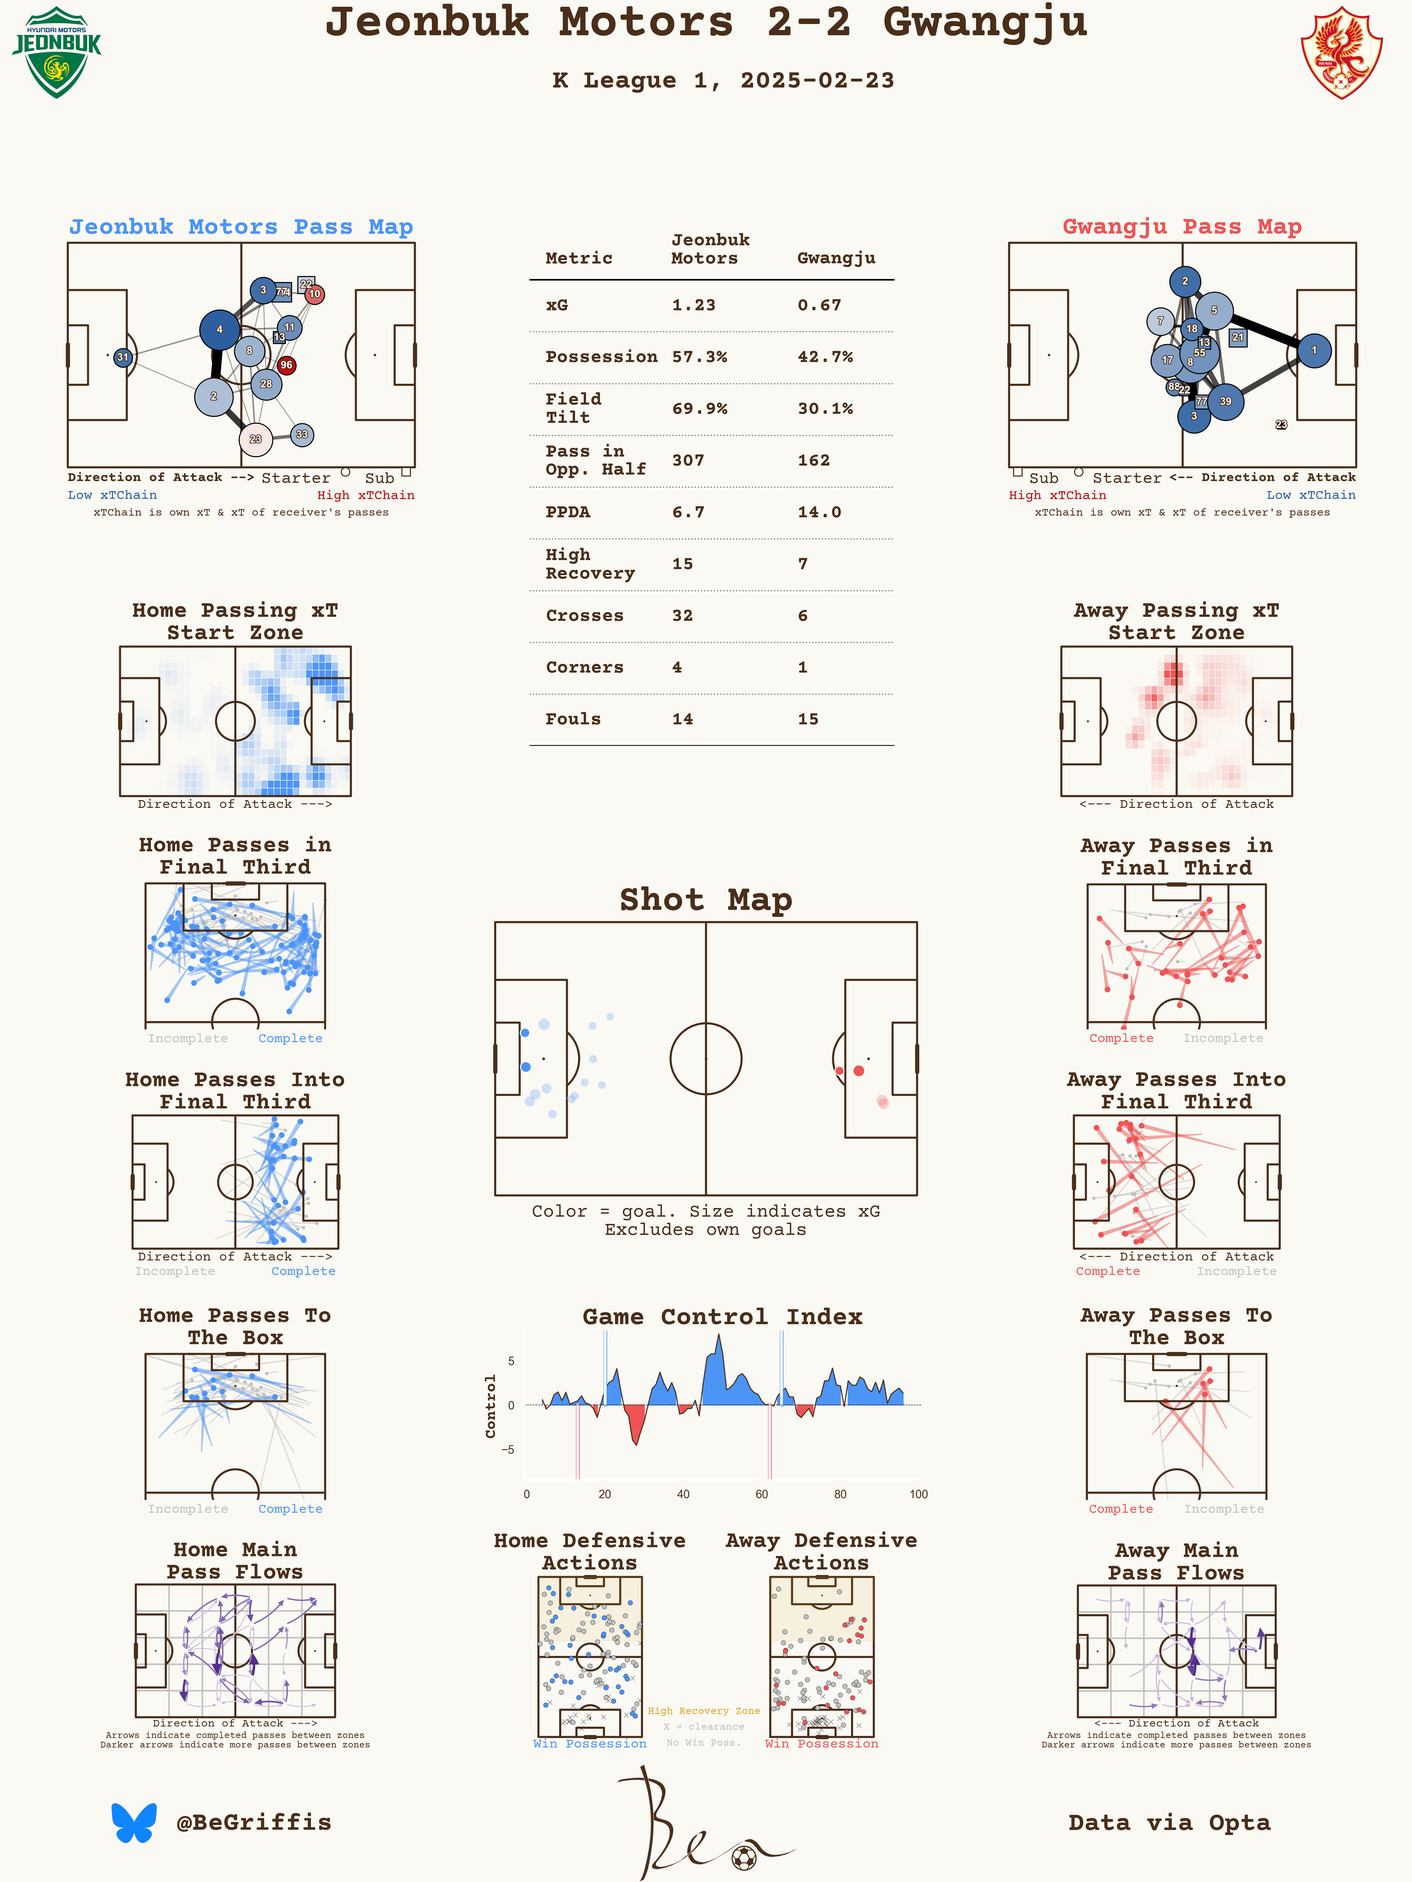 Jeonbuk Motors 2-2 Gwangju
K League 1, 2025-02-23
HYUNDAI MOTORS
JEONBUK
Jeonbuk Motors Pass Map
3
77
22
10
4
11
13
8
31
96
28
2
23
33
Direction of Attack --> Starter Sub
Low xTChain High xTChain
xTChain is own xT & xT of receiver's passes
Metric Jeonbuk Motors Gwangju
xG 1.23 0.67
Possession 57.3% 42.7%
Field Tilt 69.9% 30.1%
Pass in Opp. Half 307 162
PPDA 6.7 14.0
High Recovery 15 7
Crosses 32 6
Corners 4 1
Fouls 14 15
Gwangju Pass Map
2
5
7
18
13
21
1
55
17
8
88
22
77
39
3
23
Sub Starter <-- Direction of Attack
High xTChain Low xTChain
xTChain is own xT & xT of receiver's passes
Home Passing xT
Start Zone
Direction of Attack --->
Away Passing xT
Start Zone
<--- Direction of Attack
Home Passes in
Final Third
Incomplete Complete
Away Passes in
Final Third
Complete Incomplete
Shot Map
Color = goal. Size indicates xG
Excludes own goals
Home Passes Into
Final Third
Direction of Attack --->
Incomplete Complete
Away Passes Into
Final Third
<--- Direction of Attack
Complete Incomplete
Home Passes To
The Box
Incomplete Complete
Game Control Index
Control
5
0
−5
0 20 40 60 80 100
Away Passes To
The Box
Complete Incomplete
Home Main
Pass Flows
Direction of Attack --->
Arrows indicate completed passes between zones
Darker arrows indicate more passes between zones
Home Defensive
Actions
Win Possession
High Recovery Zone
X = clearance
No Win Poss.
Away Defensive
Actions
Win Possession
Away Main
Pass Flows
<--- Direction of Attack
Arrows indicate completed passes between zones
Darker arrows indicate more passes between zones
@BeGriffis
Ben
Data via Opta